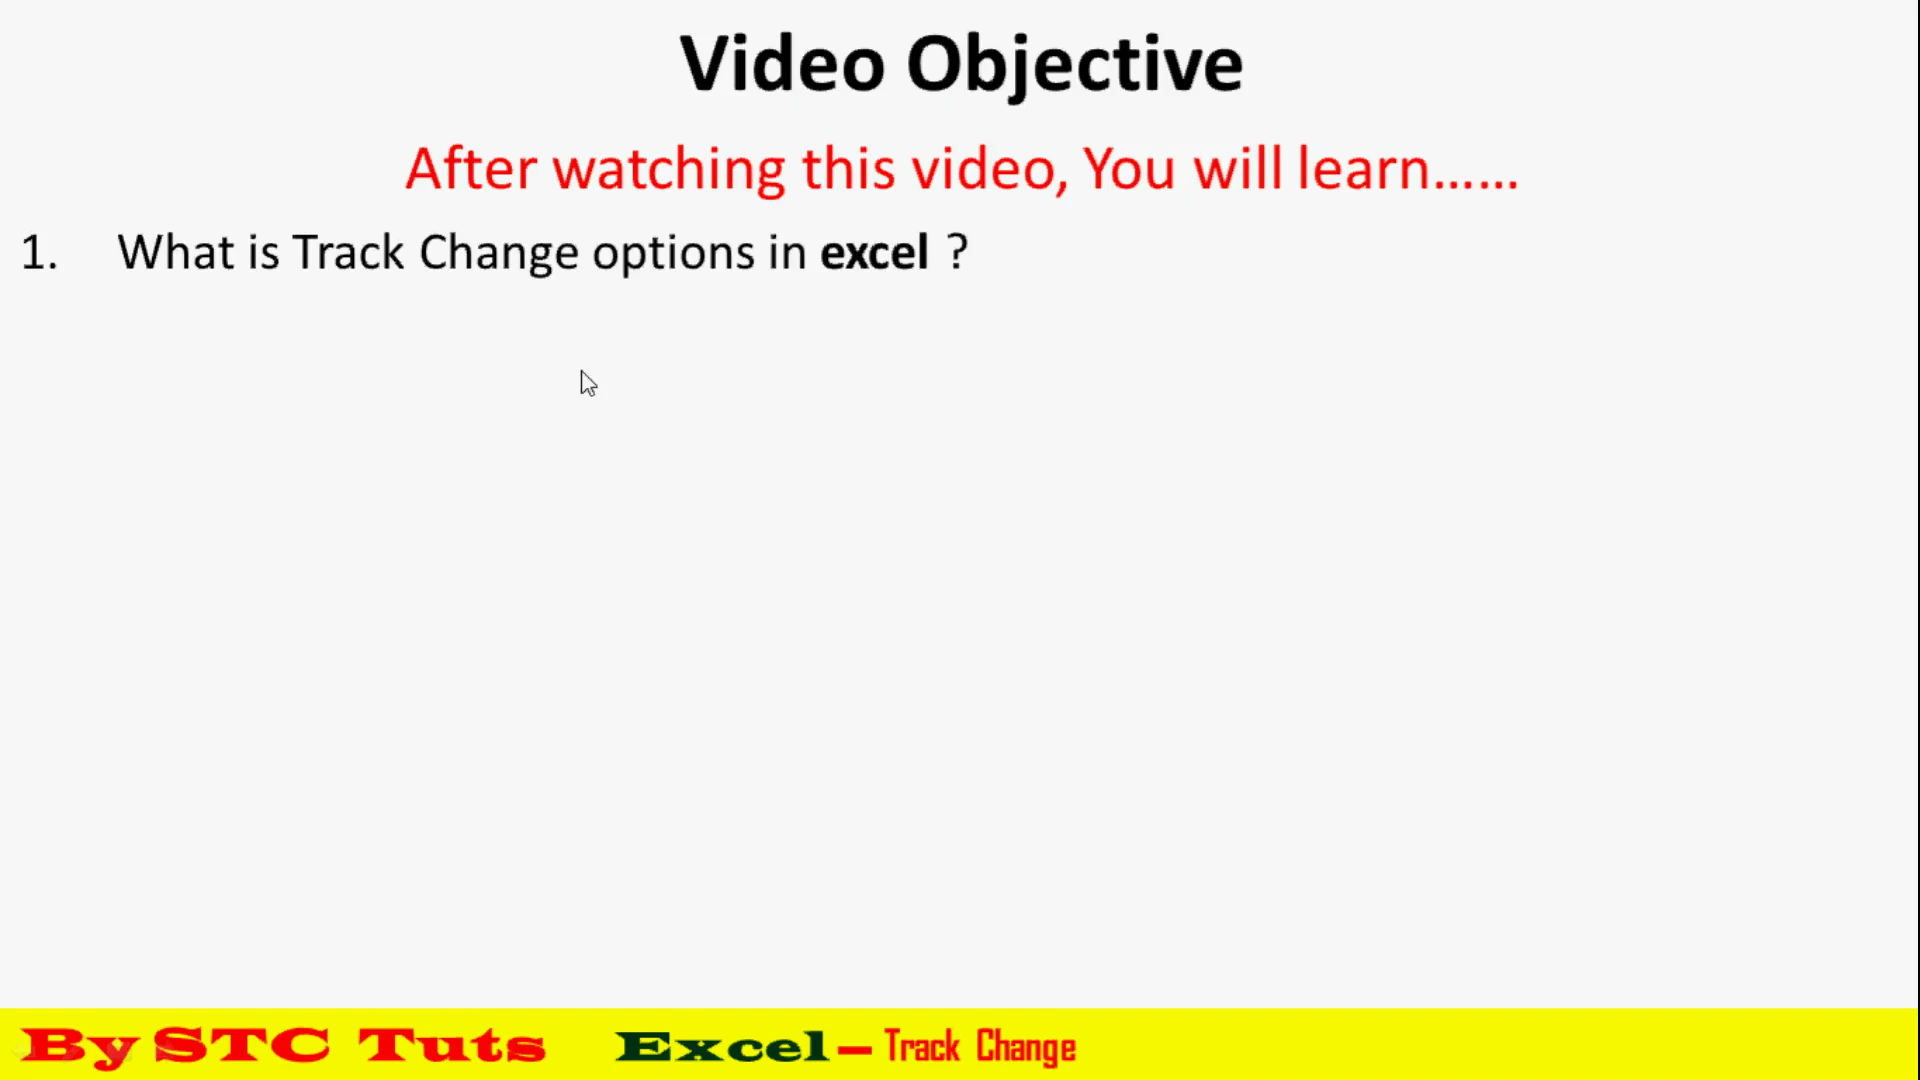 Video Objective
After watching this video, You will learn......
1. What is Track Change options in excel ?
By STC Tuts Excel – Track Change